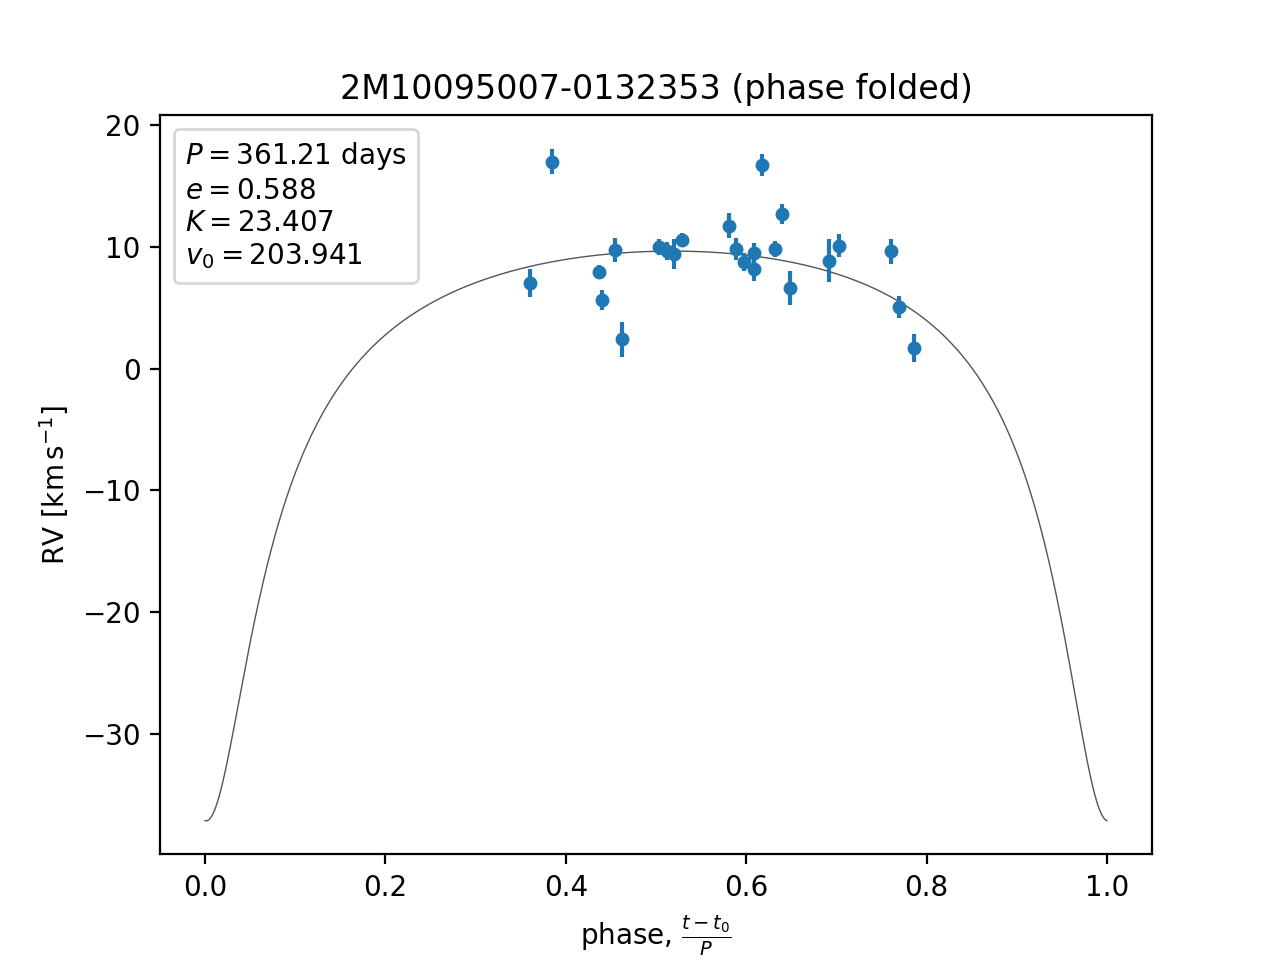 2M10095007-0132353 (phase folded)
P = 361.21 days
e = 0.588
K = 23.407
v₀ = 203.941
20
10
0
−10
−20
−30
RV [km s⁻¹]
0.0 0.2 0.4 0.6 0.8 1.0
phase, (t − t₀)/P